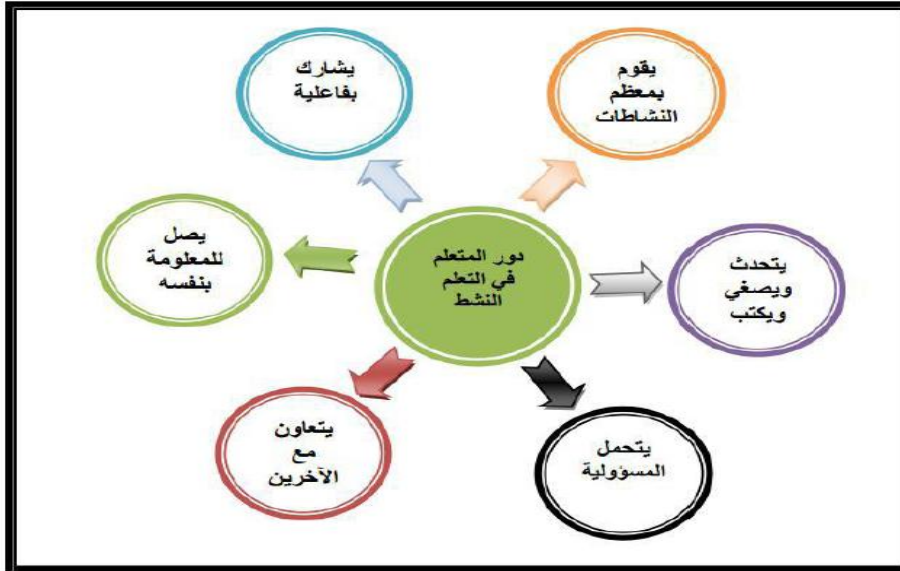 يقوم
بمعظم
النشاطات
يشارك
بفاعلية
دور المتعلم
في التعلم
النشط
يتحدث
ويصغي
ويكتب
يصل
للمعلومة
بنفسه
يتحمل
المسؤولية
يتعاون
مع
الآخرين